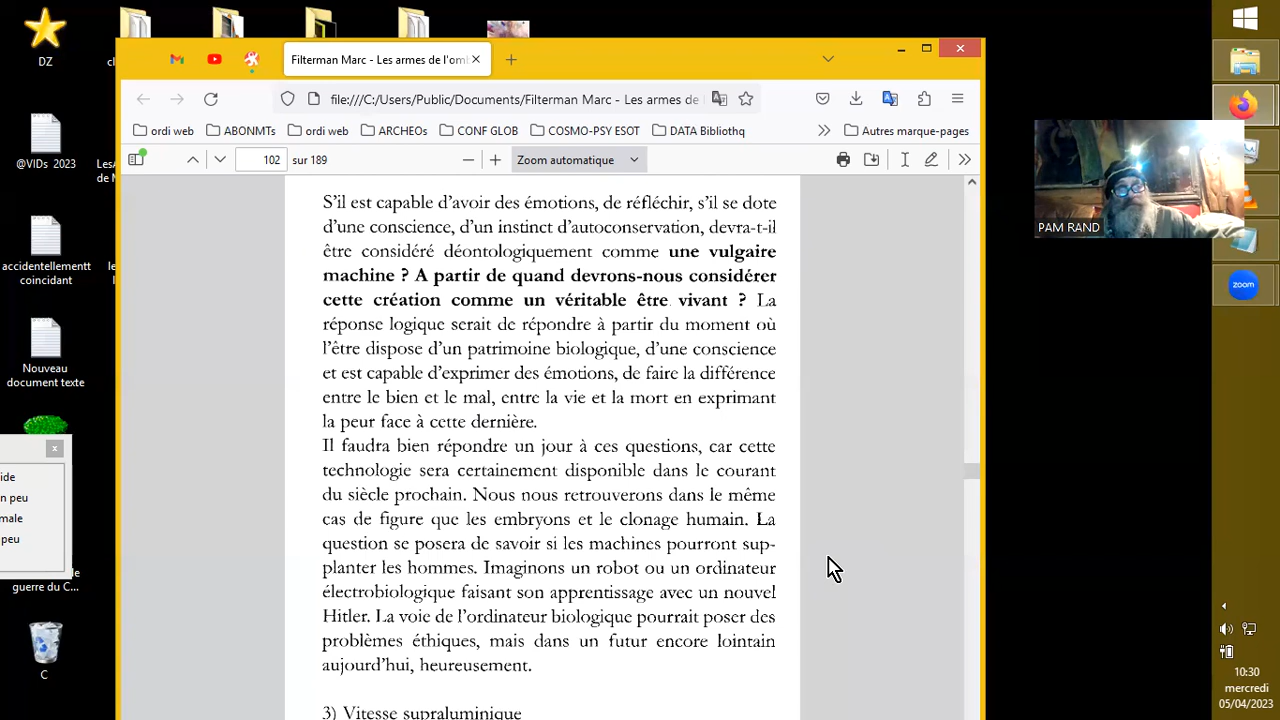 DZ
Filterman Marc - Les armes de l'oml
file:///C:/Users/Public/Documents/Filterman Marc - Les armes de
ordi web
ABONMTs
ordi web
ARCHEOs
CONF GLOB
COSMO-PSY ESOT
DATA Bibliothq
Autres marque-pages
102 sur 189
Zoom automatique
@VIDs 2023
accidentellementt
coincidant
Nouveau
document texte
ide
n peu
male
peu
guerre du C...
C
S'il est capable d'avoir des émotions, de réfléchir, s'il se dote
d'une conscience, d'un instinct d'autoconservation, devra-t-il
être considéré déontologiquement comme une vulgaire
machine ? A partir de quand devrons-nous considérer
cette création comme un véritable être vivant ? La
réponse logique serait de répondre à partir du moment où
l'être dispose d'un patrimoine biologique, d'une conscience
et est capable d'exprimer des émotions, de faire la différence
entre le bien et le mal, entre la vie et la mort en exprimant
la peur face à cette dernière.
Il faudra bien répondre un jour à ces questions, car cette
technologie sera certainement disponible dans le courant
du siècle prochain. Nous nous retrouverons dans le même
cas de figure que les embryons et le clonage humain. La
question se posera de savoir si les machines pourront sup-
planter les hommes. Imaginons un robot ou un ordinateur
électrobiologique faisant son apprentissage avec un nouvel
Hitler. La voie de l'ordinateur biologique pourrait poser des
problèmes éthiques, mais dans un futur encore lointain
aujourd'hui, heureusement.
3) Vitesse supraluminique
PAM RAND
zoom
10:30
mercredi
05/04/2023